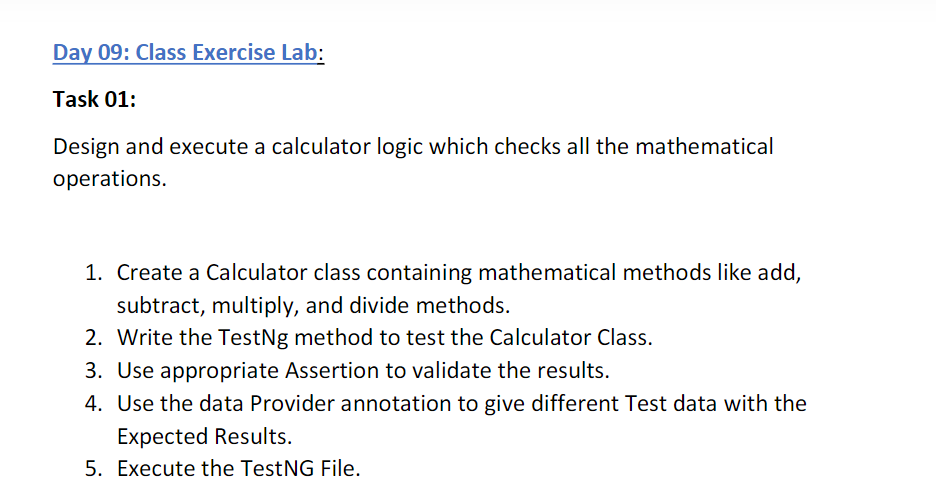 Day 09: Class Exercise Lab:
Task 01:
Design and execute a calculator logic which checks all the mathematical
operations.
1. Create a Calculator class containing mathematical methods like add,
subtract, multiply, and divide methods.
2. Write the TestNg method to test the Calculator Class.
3. Use appropriate Assertion to validate the results.
4. Use the data Provider annotation to give different Test data with the
Expected Results.
5. Execute the TestNG File.